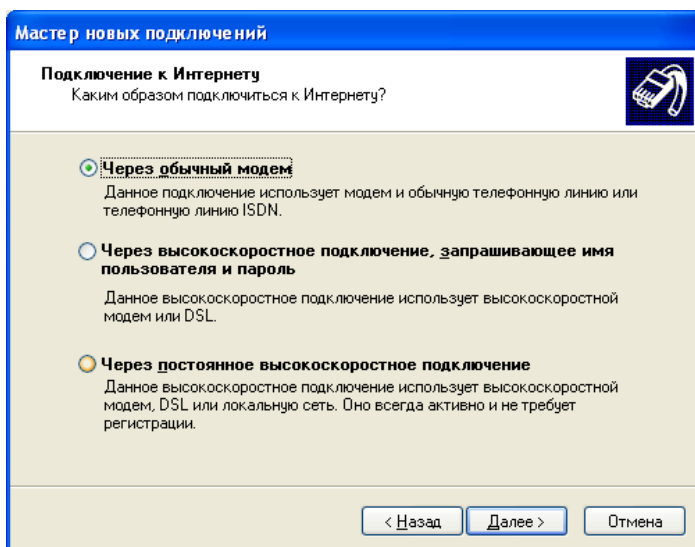 Мастер новых подключений
Подключение к Интернету
Каким образом подключиться к Интернету?
Через обычный модем
Данное подключение использует модем и обычную телефонную линию или
телефонную линию ISDN.
Через высокоскоростное подключение, запрашивающее имя
пользователя и пароль
Данное высокоскоростное подключение использует высокоскоростной
модем или DSL.
Через постоянное высокоскоростное подключение
Данное высокоскоростное подключение использует высокоскоростной
модем, DSL или локальную сеть. Оно всегда активно и не требует
регистрации.
< Назад Далее > Отмена